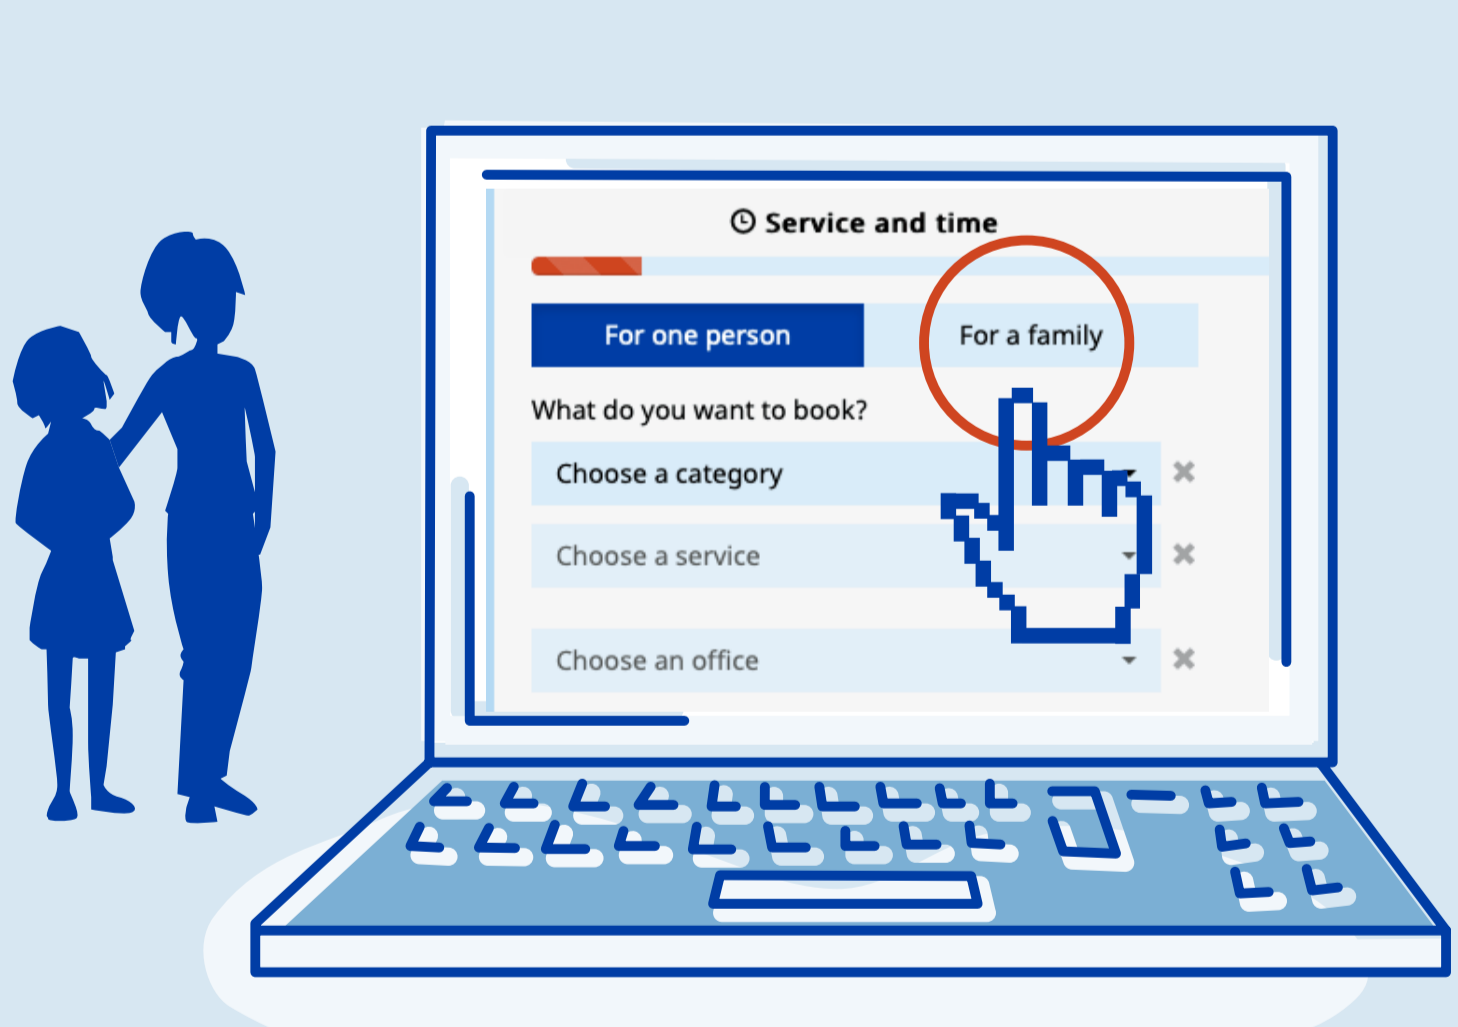 Service and time
For one person
For a family
What do you want to book?
Choose a category
Choose a service
Choose an office